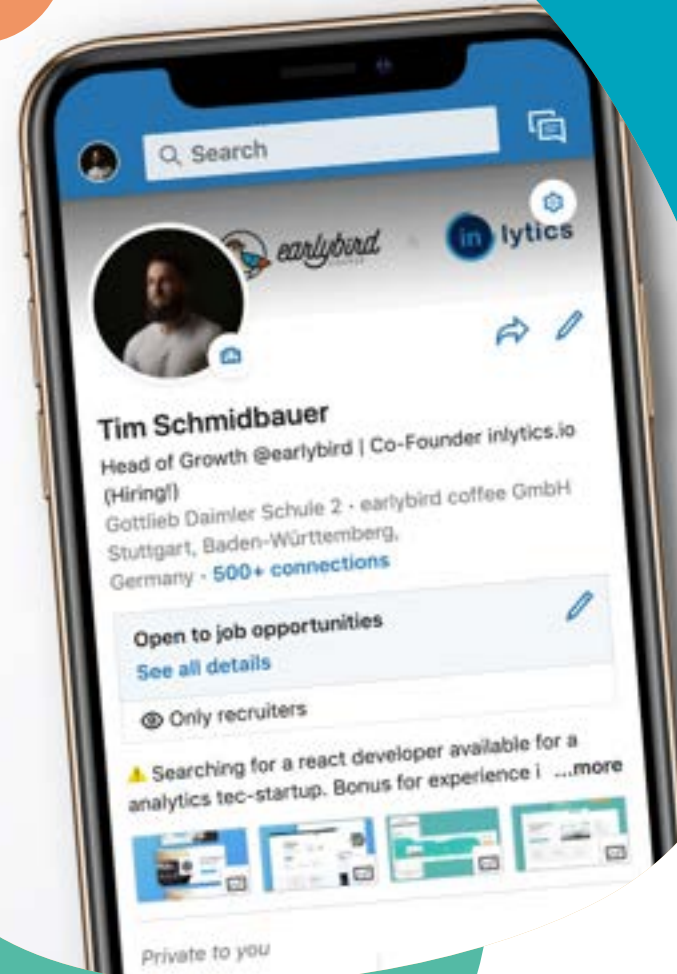 Search
earlybird
in lytics
Tim Schmidbauer
Head of Growth @earlybird | Co-Founder inlytics.io
(Hiring!)
Gottlieb Daimler Schule 2 · earlybird coffee GmbH
Stuttgart, Baden-Württemberg,
Germany · 500+ connections
Open to job opportunities
See all details
Only recruiters
⚠ Searching for a react developer available for a
analytics tec-startup. Bonus for experience i ...more
Private to you